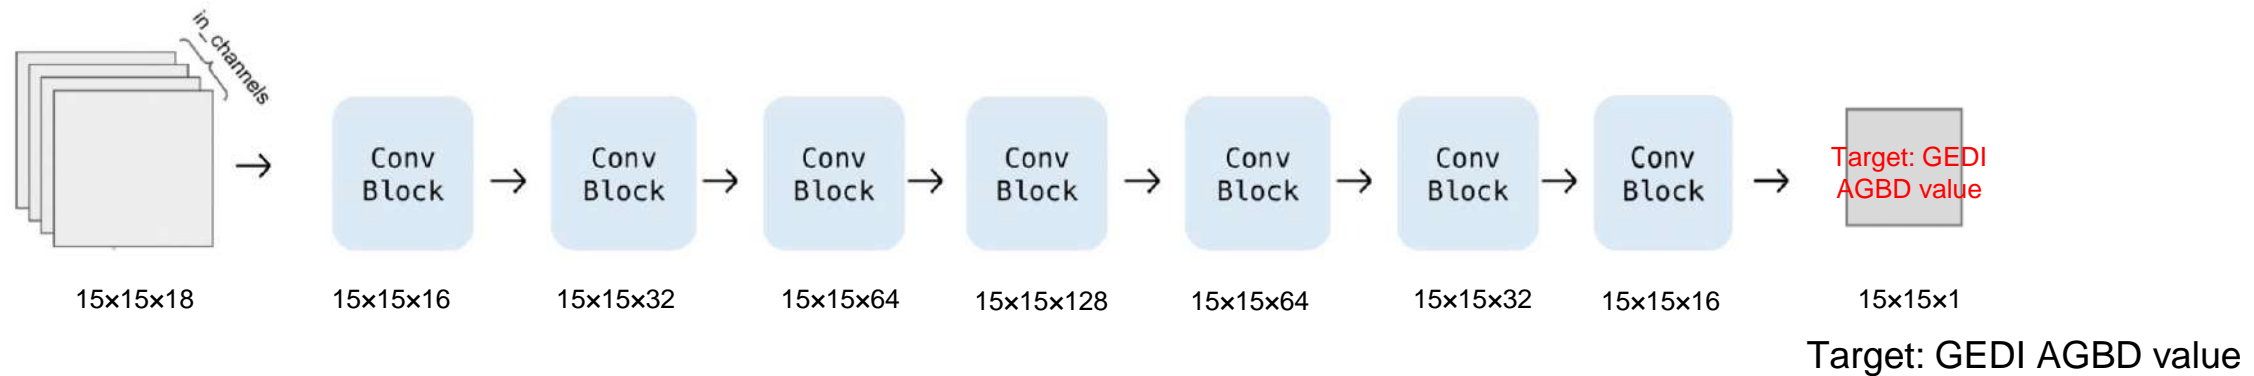 in_channels
Conv
Block
Conv
Block
Conv
Block
Conv
Block
Conv
Block
Conv
Block
Conv
Block
Target: GEDI
AGBD value
15×15×18
15×15×16
15×15×32
15×15×64
15×15×128
15×15×64
15×15×32
15×15×16
15×15×1
Target: GEDI AGBD value